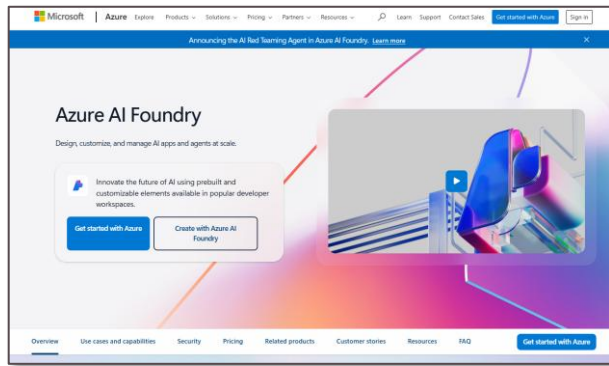 Microsoft | Azure Explore Products Solutions Pricing Partners Resources Learn Support Contact Sales Get started with Azure Sign in
Announcing the AI Red Teaming Agent in Azure AI Foundry. Learn more
Azure AI Foundry
Design, customize, and manage AI apps and agents at scale.
Innovate the future of AI using prebuilt and
customizable elements available in popular developer
workspaces.
Get started with Azure
Create with Azure AI
Foundry
Overview Use cases and capabilities Security Pricing Related products Customer stories Resources FAQ Get started with Azure